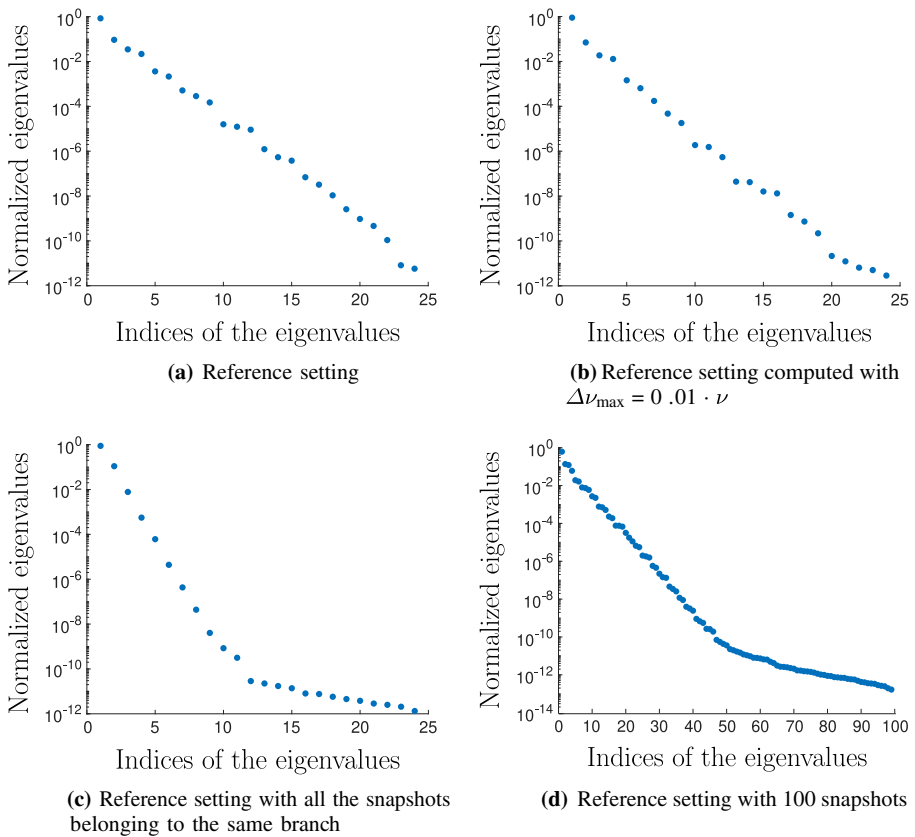 Normalized eigenvalues
10^0
10^-2
10^-4
10^-6
10^-8
10^-10
10^-12
0 5 10 15 20 25
Indices of the eigenvalues
(a) Reference setting
Normalized eigenvalues
10^0
10^-2
10^-4
10^-6
10^-8
10^-10
10^-12
0 5 10 15 20 25
Indices of the eigenvalues
(b) Reference setting computed with
Δν_max = 0 .01 · ν
Normalized eigenvalues
10^0
10^-2
10^-4
10^-6
10^-8
10^-10
10^-12
0 5 10 15 20 25
Indices of the eigenvalues
(c) Reference setting with all the snapshots
belonging to the same branch
Normalized eigenvalues
10^0
10^-2
10^-4
10^-6
10^-8
10^-10
10^-12
10^-14
0 10 20 30 40 50 60 70 80 90 100
Indices of the eigenvalues
(d) Reference setting with 100 snapshots